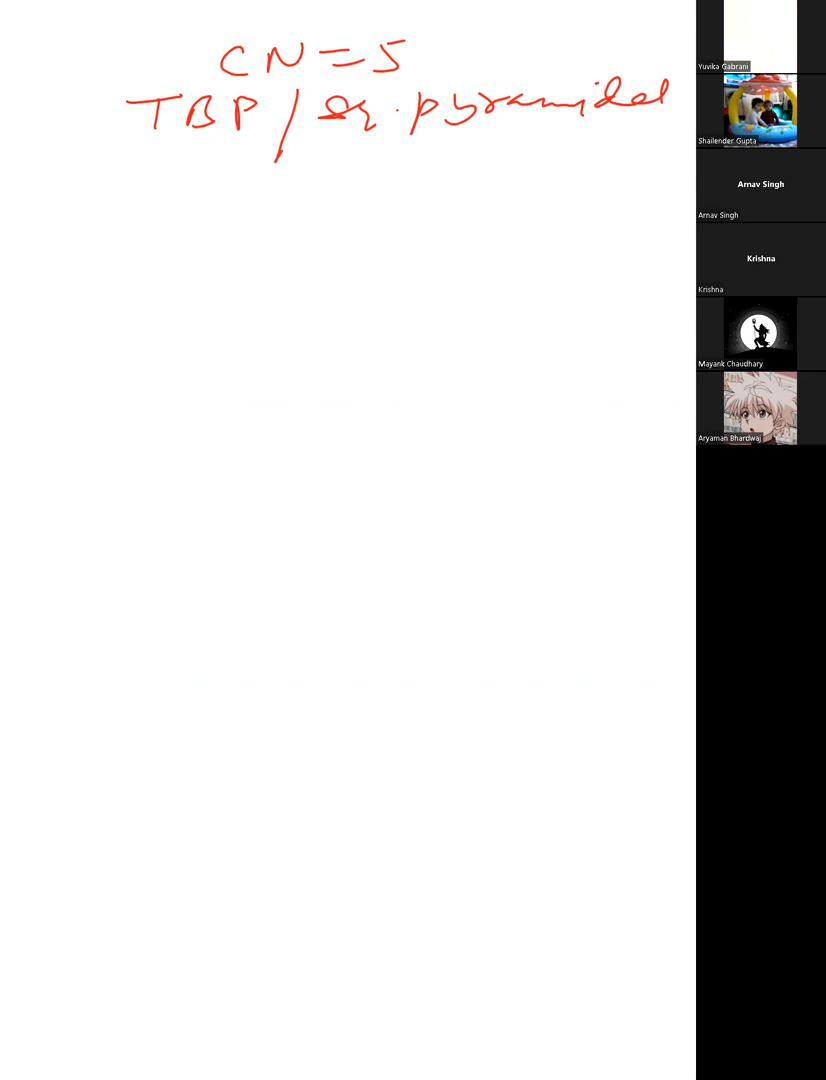 CN=5
TBP / sq. pyramidal
Yuvika Gabrani
Shailender Gupta
Arnav Singh
Arnav Singh
Krishna
Krishna
Mayank Chaudhary
Aryaman Bhardwaj